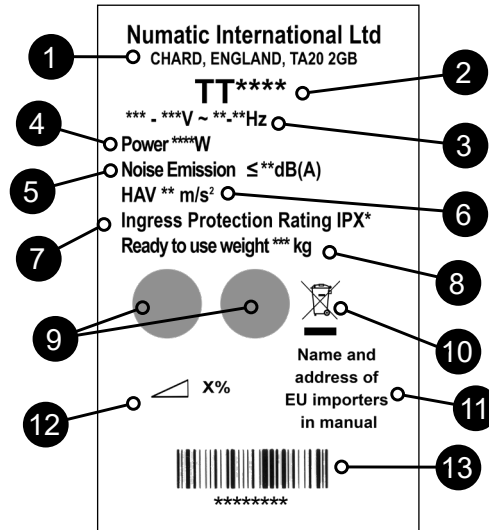 Numatic International Ltd
1 CHARD, ENGLAND, TA20 2GB
TT**** 2
*** - ***V ~ **-**Hz 3
4 Power ****W
5 Noise Emission ≤ **dB(A)
HAV ** m/s² 6
7 Ingress Protection Rating IPX*
Ready to use weight *** kg 8
9 10
Name and
address of
EU importers 11
in manual
12 X%
13
********